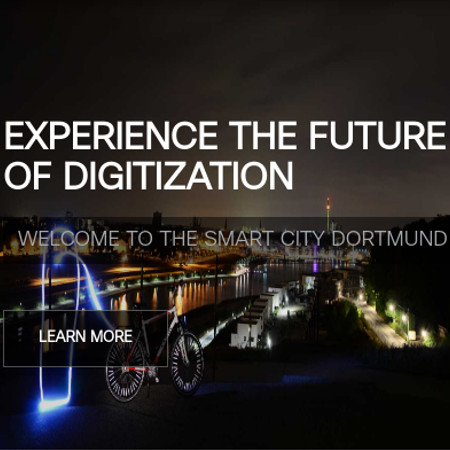 EXPERIENCE THE FUTURE
OF DIGITIZATION
WELCOME TO THE SMART CITY DORTMUND
LEARN MORE